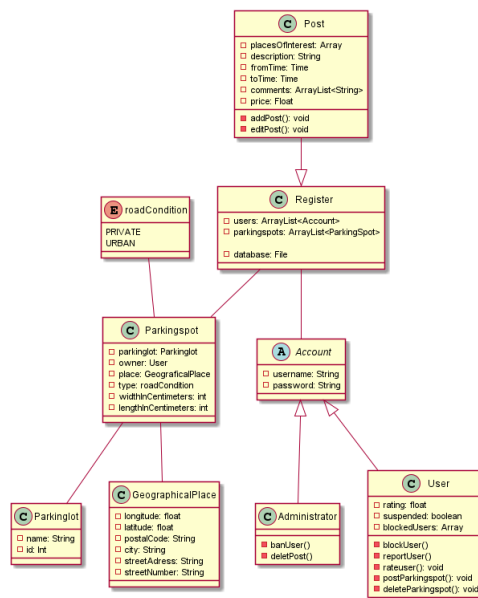 C Post
placesOfInterest: Array
description: String
fromTime: Time
toTime: Time
comments: ArrayList<String>
price: Float
addPost(): void
editPost(): void
E roadCondition
PRIVATE
URBAN
C Register
users: ArrayList<Account>
parkingspots: ArrayList<ParkingSpot>
database: File
C Parkingspot
parkinglot: Parkinglot
owner: User
place: GeograficalPlace
type: roadCondition
widthInCentimeters: int
lengthInCentimeters: int
A Account
username: String
password: String
C Parkinglot
name: String
id: Int
C GeographicalPlace
longitude: float
latitude: float
postalCode: String
city: String
streetAdress: String
streetNumber: String
C Administrator
banUser()
deletPost()
C User
rating: float
suspended: boolean
blockedUsers: Array
blockUser()
reportUser()
rateuser(): void
postParkingspot(): void
deleteParkingspot(): void